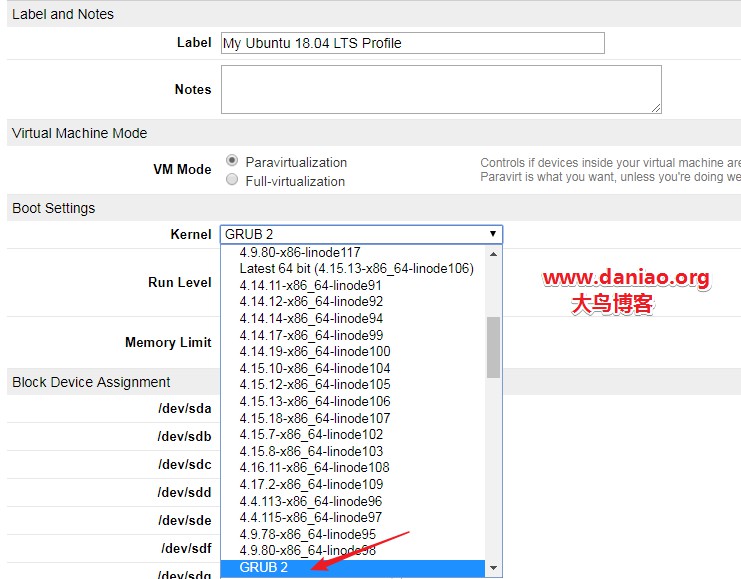 Label and Notes
Label My Ubuntu 18.04 LTS Profile
Notes
Virtual Machine Mode
VM Mode
Paravirtualization
Full-virtualization
Controls if devices inside your virtual machine are
Paravirt is what you want, unless you're doing we
Boot Settings
Kernel GRUB 2
4.9.80-x86-linode117
Latest 64 bit (4.15.13-x86_64-linode106)
4.14.11-x86_64-linode91
4.14.12-x86_64-linode92
4.14.14-x86_64-linode94
4.14.17-x86_64-linode99
4.14.19-x86_64-linode100
4.15.10-x86_64-linode104
4.15.12-x86_64-linode105
4.15.13-x86_64-linode106
4.15.18-x86_64-linode107
4.15.7-x86_64-linode102
4.15.8-x86_64-linode103
4.16.11-x86_64-linode108
4.17.2-x86_64-linode109
4.4.113-x86_64-linode96
4.4.115-x86_64-linode97
4.9.78-x86_64-linode95
4.9.80-x86_64-linode98
GRUB 2
Run Level
Memory Limit
www.daniao.org
大鸟博客
Block Device Assignment
/dev/sda
/dev/sdb
/dev/sdc
/dev/sdd
/dev/sde
/dev/sdf
/dev/sdg